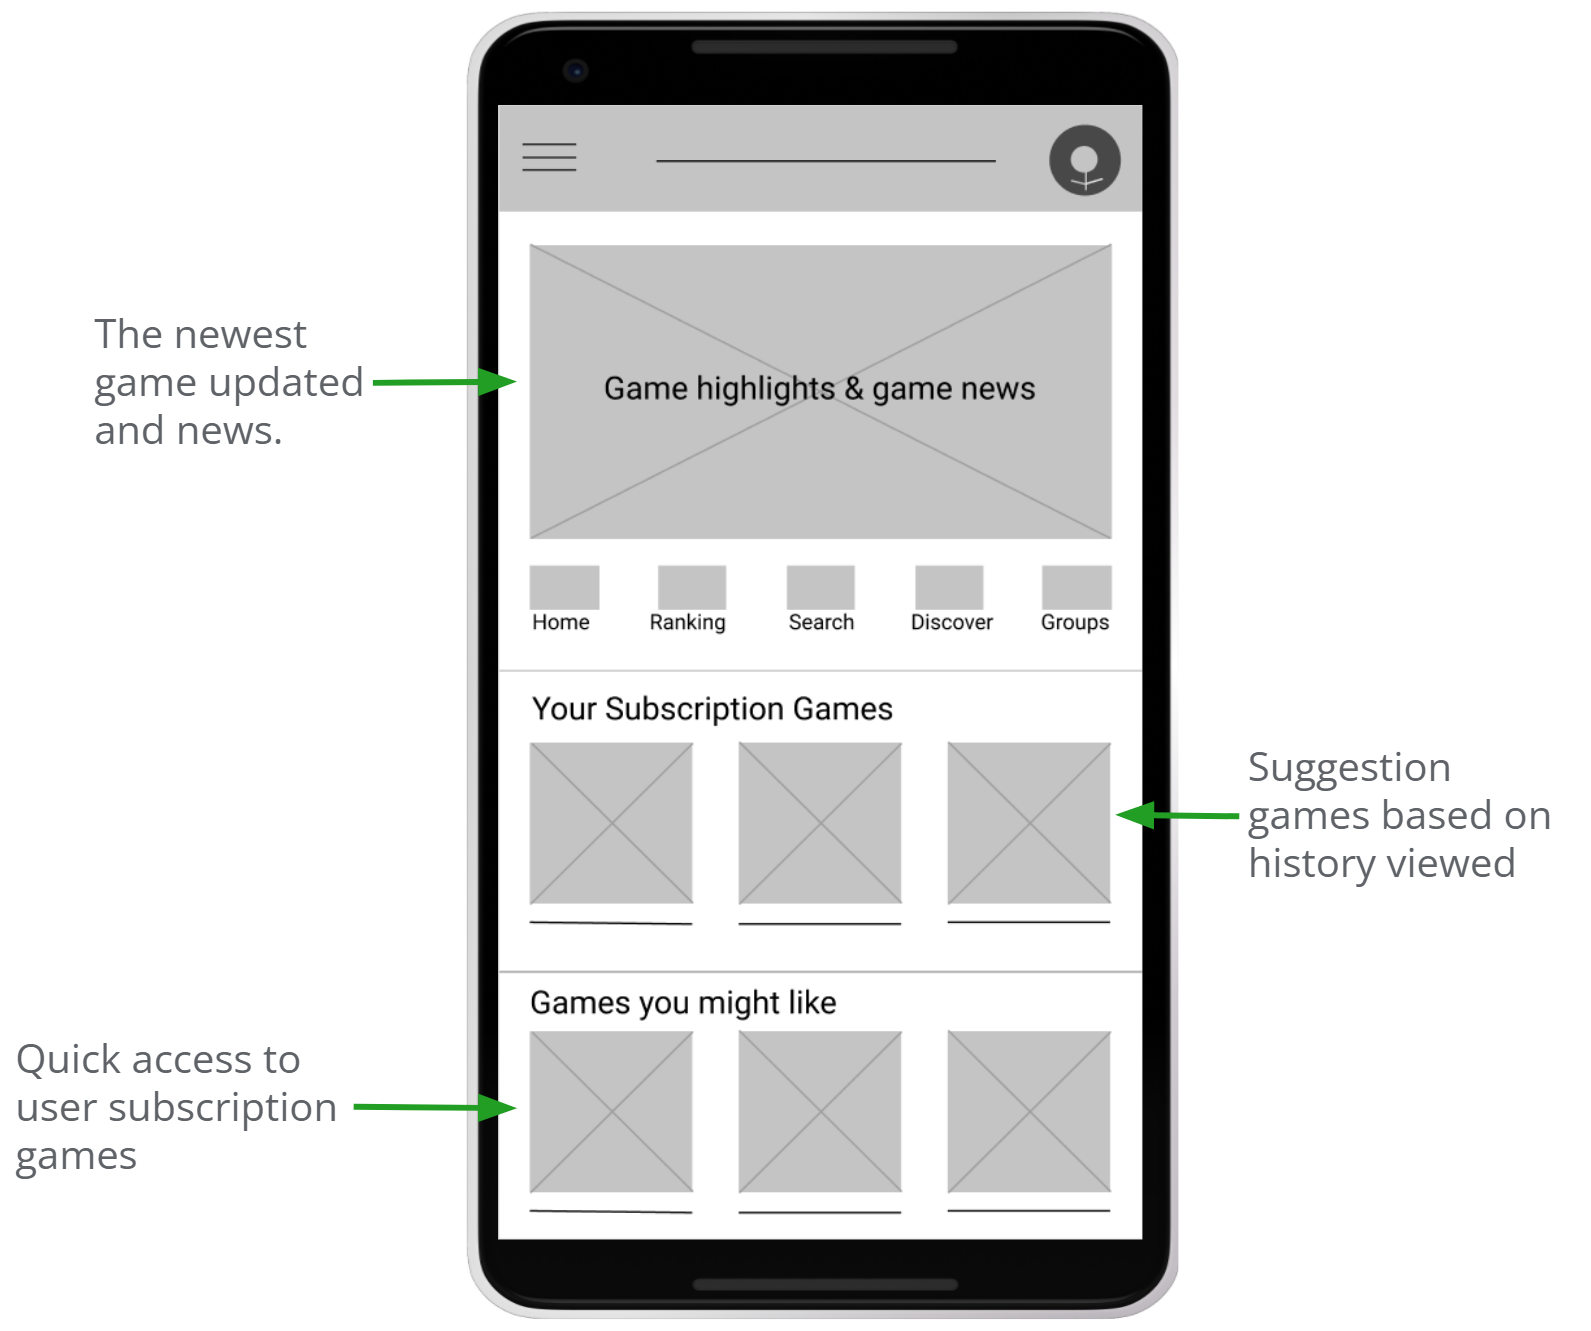 The newest
game updated
and news.
Game highlights & game news
Home
Ranking
Search
Discover
Groups
Your Subscription Games
Suggestion
games based on
history viewed
Games you might like
Quick access to
user subscription
games